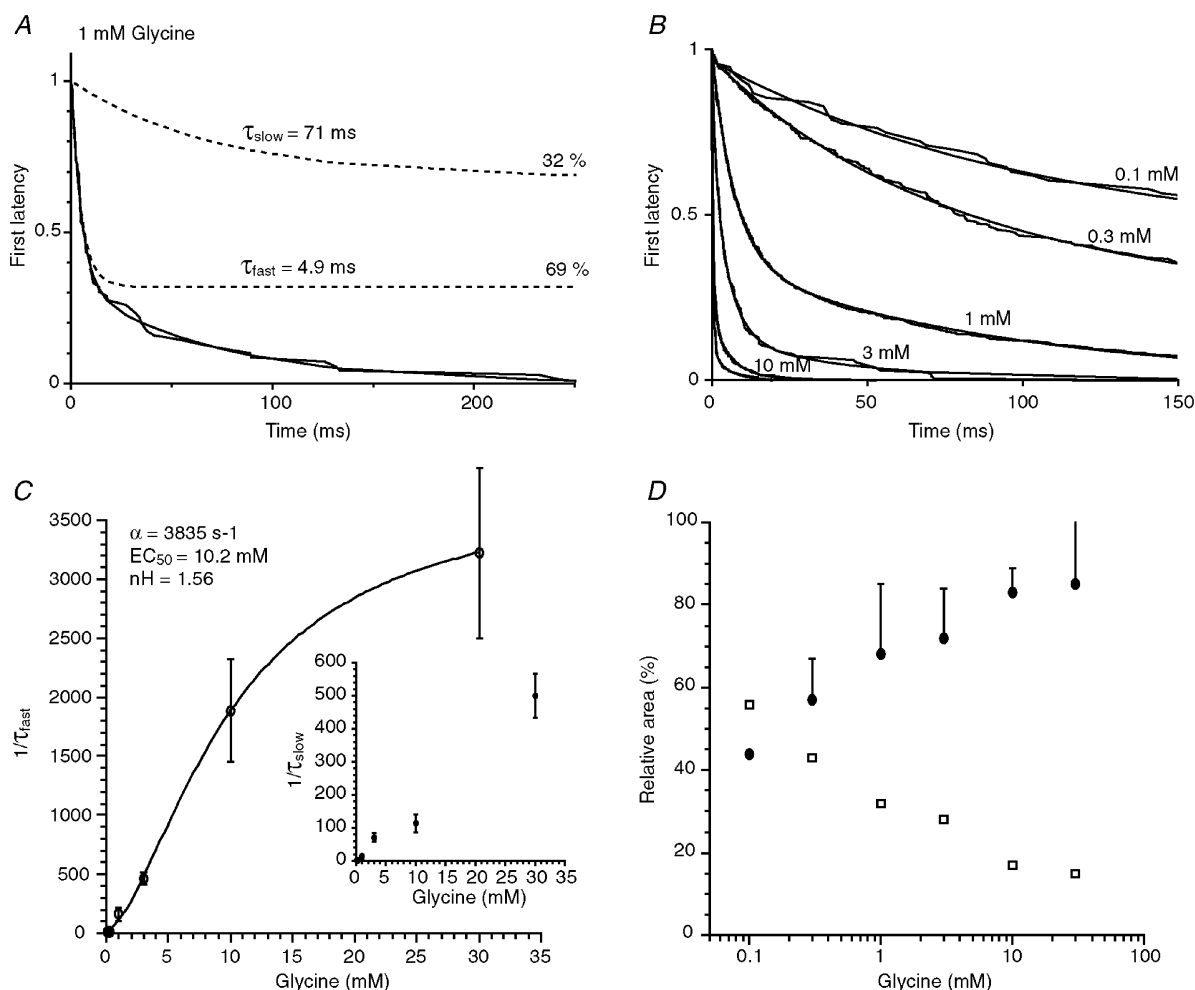 A
1 mM Glycine
First latency
1
0.5
0
τslow = 71 ms
32 %
τfast = 4.9 ms
69 %
0
100
200
Time (ms)
B
First latency
1
0.5
0
0.1 mM
0.3 mM
1 mM
3 mM
10 mM
0
50
100
150
Time (ms)
C
1/τfast
3500
3000
2500
2000
1500
1000
500
0
α = 3835 s-1
EC50 = 10.2 mM
nH = 1.56
0
5
10
15
20
25
30
35
Glycine (mM)
1/τslow
600
500
400
300
200
100
0
0
5
10
15
20
25
30
35
Glycine (mM)
D
Relative area (%)
100
80
60
40
20
0
0.1
1
10
100
Glycine (mM)